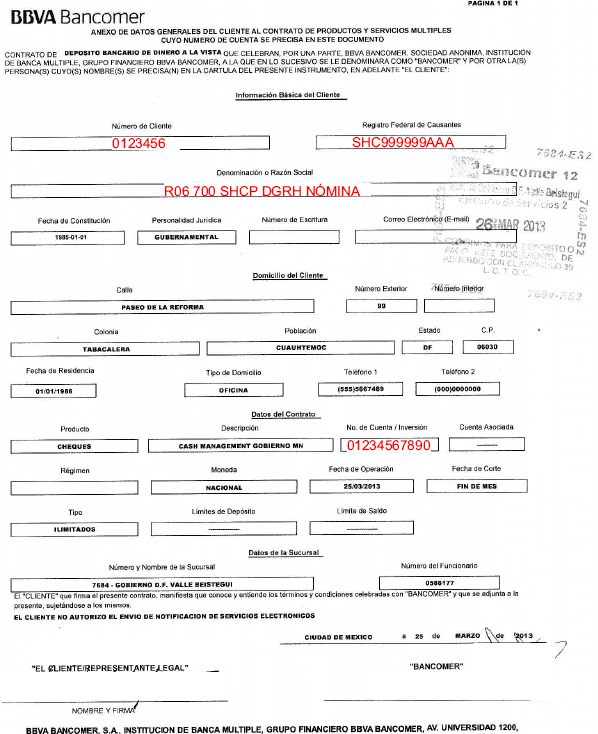 PAGINA 1 DE 1
BBVA Bancomer
ANEXO DE DATOS GENERALES DEL CLIENTE AL CONTRATO DE PRODUCTOS Y SERVICIOS MULTIPLES
CUYO NUMERO DE CUENTA SE PRECISA EN ESTE DOCUMENTO
CONTRATO DE DEPOSITO BANCARIO DE DINERO A LA VISTA QUE CELEBRAN, POR UNA PARTE, BBVA BANCOMER, SOCIEDAD ANONIMA, INSTITUCIÓN
DE BANCA MULTIPLE, GRUPO FINANCIERO BBVA BANCOMER, A LA QUE EN LO SUCESIVO SE LE DENOMINARA COMO "BANCOMER" Y POR OTRA LA(S)
PERSONA(S) CUYO(S) NOMBRE(S) SE PRECISA(N) EN LA CARTULA DEL PRESENTE INSTRUMENTO, EN ADELANTE "EL CLIENTE":
Información Básica del Cliente
Número de Cliente Registro Federal de Causantes
0123456 SHC999999AAA
7684-ES2
Bancomer 12
Denominación o Razón Social
R06 700 SHCP DGRH NÓMINA
Valle Beistegui
Servicios 2
Fecha de Constitución Personalidad Jurídica Número de Escritura Correo Electrónico (E-mail)
26 MAR 2013
7684-ES2
1985-01-01 GUBERNAMENTAL
PARA DEPOSITO O
PAGO ESTE DOCUMENTO, DE
ACUERDO CON EL ARTICULO 39
L.G.T.O.C.
Domicilio del Cliente
Calle Número Exterior Número Interior
7684-ES2
PASEO DE LA REFORMA 99
Colonia Población Estado C.P.
TABACALERA CUAUHTEMOC DF 06030
Fecha de Residencia Tipo de Domicilio Teléfono 1 Teléfono 2
01/01/1986 OFICINA (555)5667489 (000)0000000
Datos del Contrato
Producto Descripción No. de Cuenta / Inversión Cuenta Asociada
CHEQUES CASH MANAGEMENT GOBIERNO MN 01234567890 ----------
Régimen Moneda Fecha de Operación Fecha de Corte
NACIONAL 25/03/2013 FIN DE MES
Tipo Límites de Depósito Límite de Saldo
ILIMITADOS --------------- ---------------
Datos de la Sucursal
Número y Nombre de la Sucursal Número del Funcionario
7684 - GOBIERNO D.F. VALLE BEISTEGUI 0586177
El "CLIENTE" que firma el presente contrato, manifiesta que conoce y entiende los términos y condiciones celebradas con "BANCOMER" y que se adjunta a la
presente, sujetándose a los mismos.
EL CLIENTE NO AUTORIZO EL ENVIO DE NOTIFICACION DE SERVICIOS ELECTRONICOS
CIUDAD DE MEXICO a 25 de MARZO de 2013
"EL CLIENTE/REPRESENTANTE LEGAL" "BANCOMER"
NOMBRE Y FIRMA
BBVA BANCOMER. S.A., INSTITUCION DE BANCA MULTIPLE, GRUPO FINANCIERO BBVA BANCOMER, AV. UNIVERSIDAD 1200,